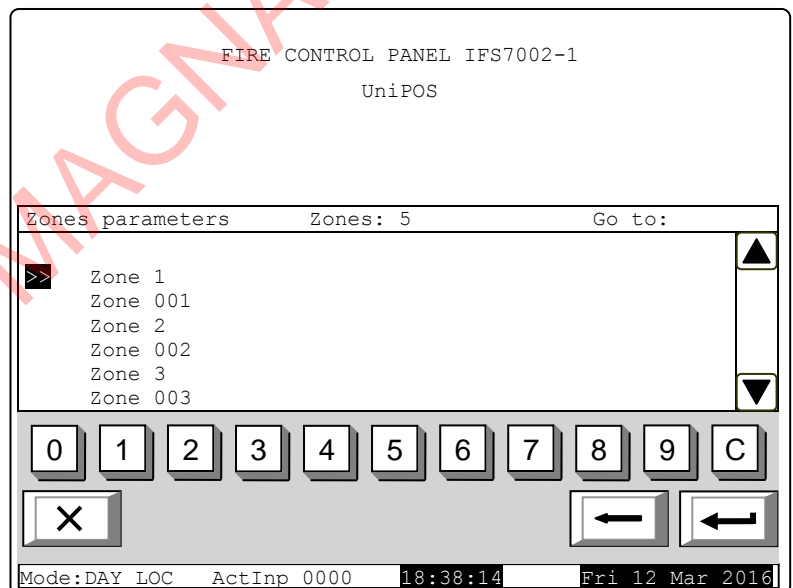 FIRE CONTROL PANEL IFS7002-1
UniPOS
Zones parameters Zones: 5 Go to:
>> Zone 1
Zone 001
Zone 2
Zone 002
Zone 3
Zone 003
0 1 2 3 4 5 6 7 8 9 C
Mode:DAY LOC ActInp 0000 18:38:14 Fri 12 Mar 2016
MAGNA